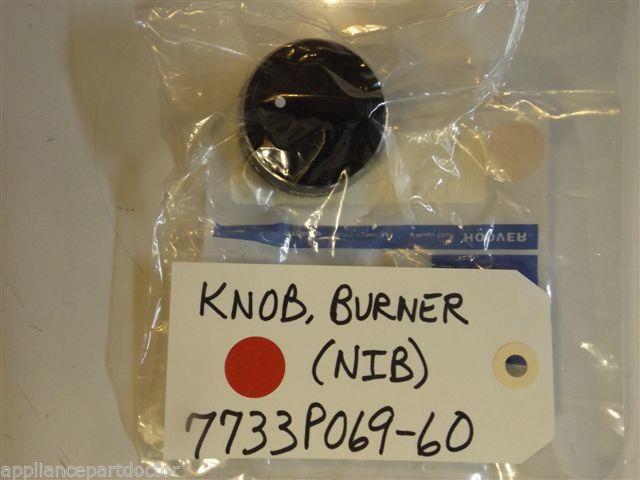 HOOVER
KNOB, BURNER
(NIB)
7733P069-60
appliancepartdoctor